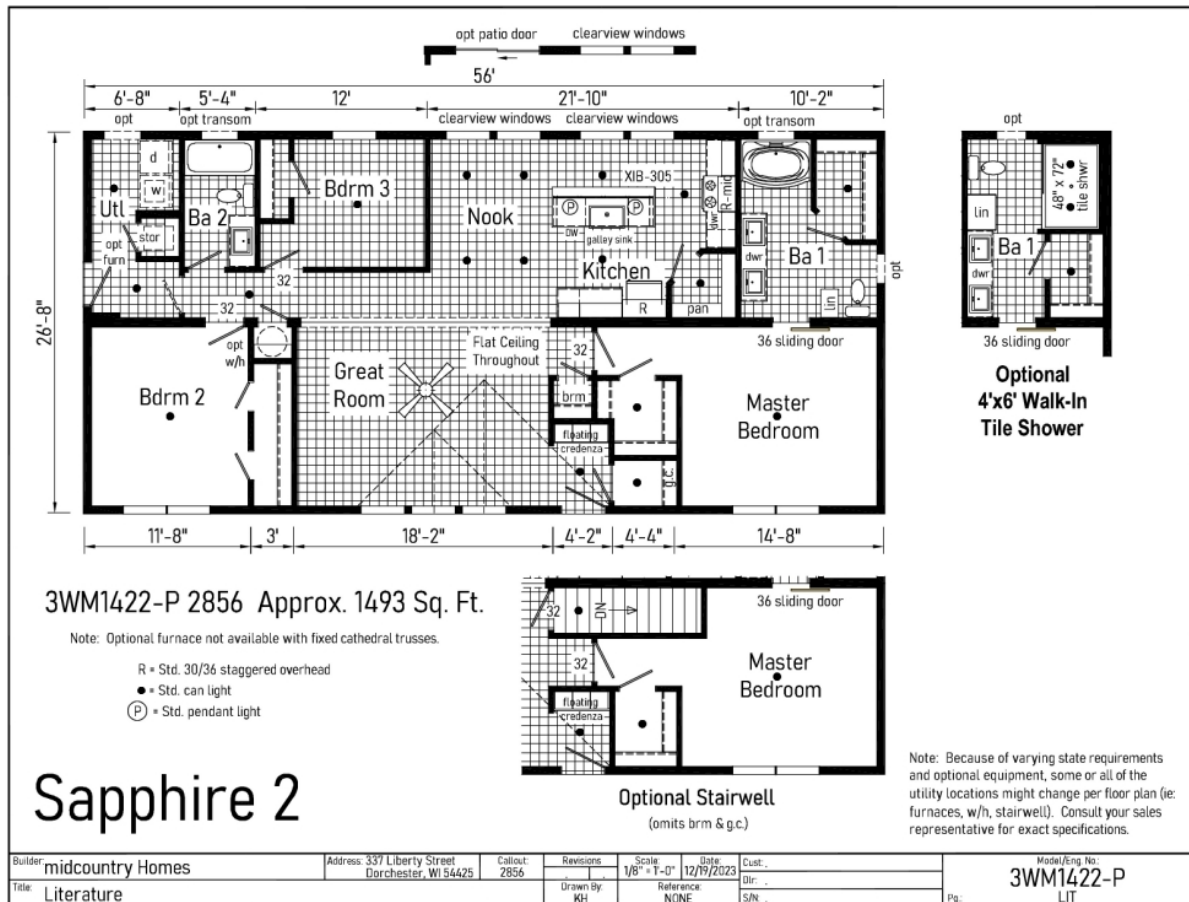 opt patio door
clearview windows
56'
6'-8"
5'-4"
12'
21'-10"
10'-2"
opt
opt transom
clearview windows
clearview windows
opt transom
opt
26'-8"
d
w
Utl
Ba 2
stor
opt
furn
Bdrm 3
32
32
Nook
XIB-305
P
P
DW
galley sink
R-mic
dwr
Kitchen
R
pan
dwr
Ba 1
lin
opt
36 sliding door
opt
w/h
Bdrm 2
Great
Room
Flat Ceiling
Throughout
32
brm
floating
credenza
g.c.
Master
Bedroom
11'-8"
3'
18'-2"
4'-2"
4'-4"
14'-8"
48" X 72"
tile shwr
lin
dwr
Ba 1
36 sliding door
Optional
4'x6' Walk-In
Tile Shower
3WM1422-P 2856 Approx. 1493 Sq. Ft.
Note: Optional furnace not available with fixed cathedral trusses.
R = Std. 30/36 staggered overhead
● = Std. can light
P = Std. pendant light
32
DN
36 sliding door
32
floating
credenza
Master
Bedroom
Optional Stairwell
(omits brm & g.c.)
Sapphire 2
Note: Because of varying state requirements
and optional equipment, some or all of the
utility locations might change per floor plan (ie:
furnaces, w/h, stairwell). Consult your sales
representative for exact specifications.
Builder: midcountry Homes
Address: 337 Liberty Street
Dorchester, WI 54425
Callout:
2856
Revisions
Scale:
1/8" = 1'-0"
Date:
12/19/2023
Cust.: .
Dlr: .
S/N: .
Model/Eng. No.:
3WM1422-P
Title: Literature
Drawn By:
KH
Reference:
NONE
Pg.: LIT